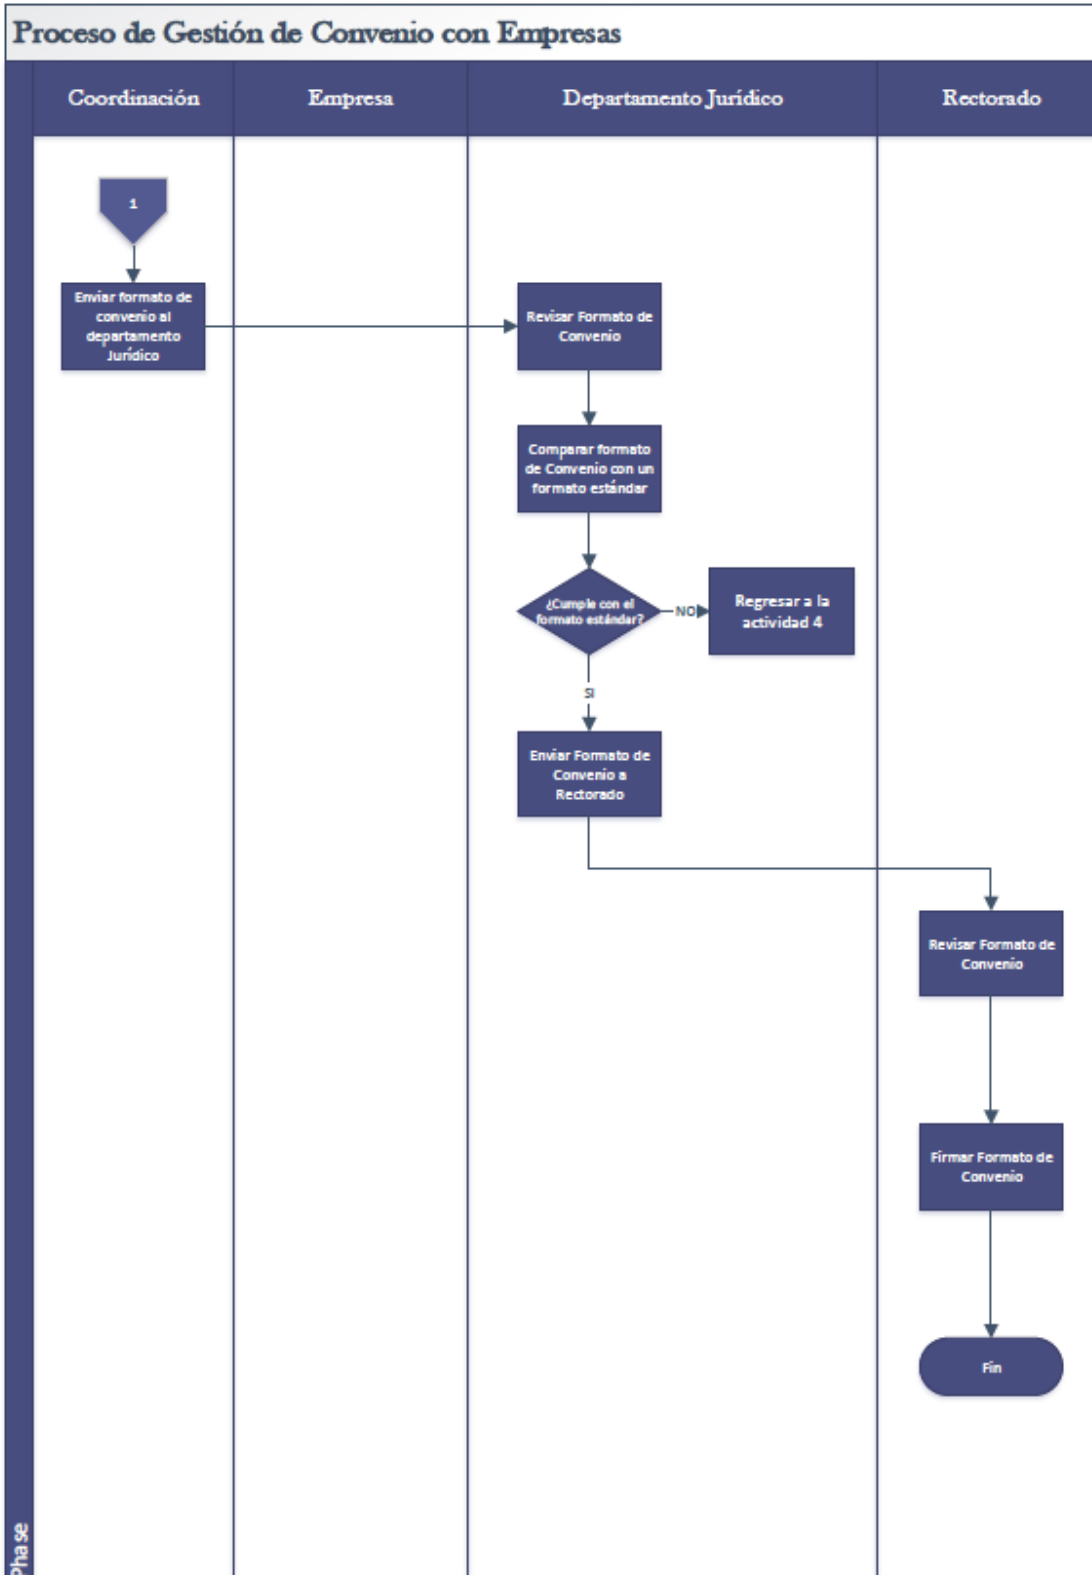 Proceso de Gestión de Convenio con Empresas
Coordinación
Empresa
Departamento Jurídico
Rectorado
1
Enviar formato de
convenio al
departamento
Jurídico
Revisar Formato de
Convenio
Comparar formato
de Convenio con un
formato estándar
¿Cumple con el
formato estándar?
NO
Regresar a la
actividad 4
SI
Enviar Formato de
Convenio a
Rectorado
Revisar Formato de
Convenio
Firmar Formato de
Convenio
Fin
Phase